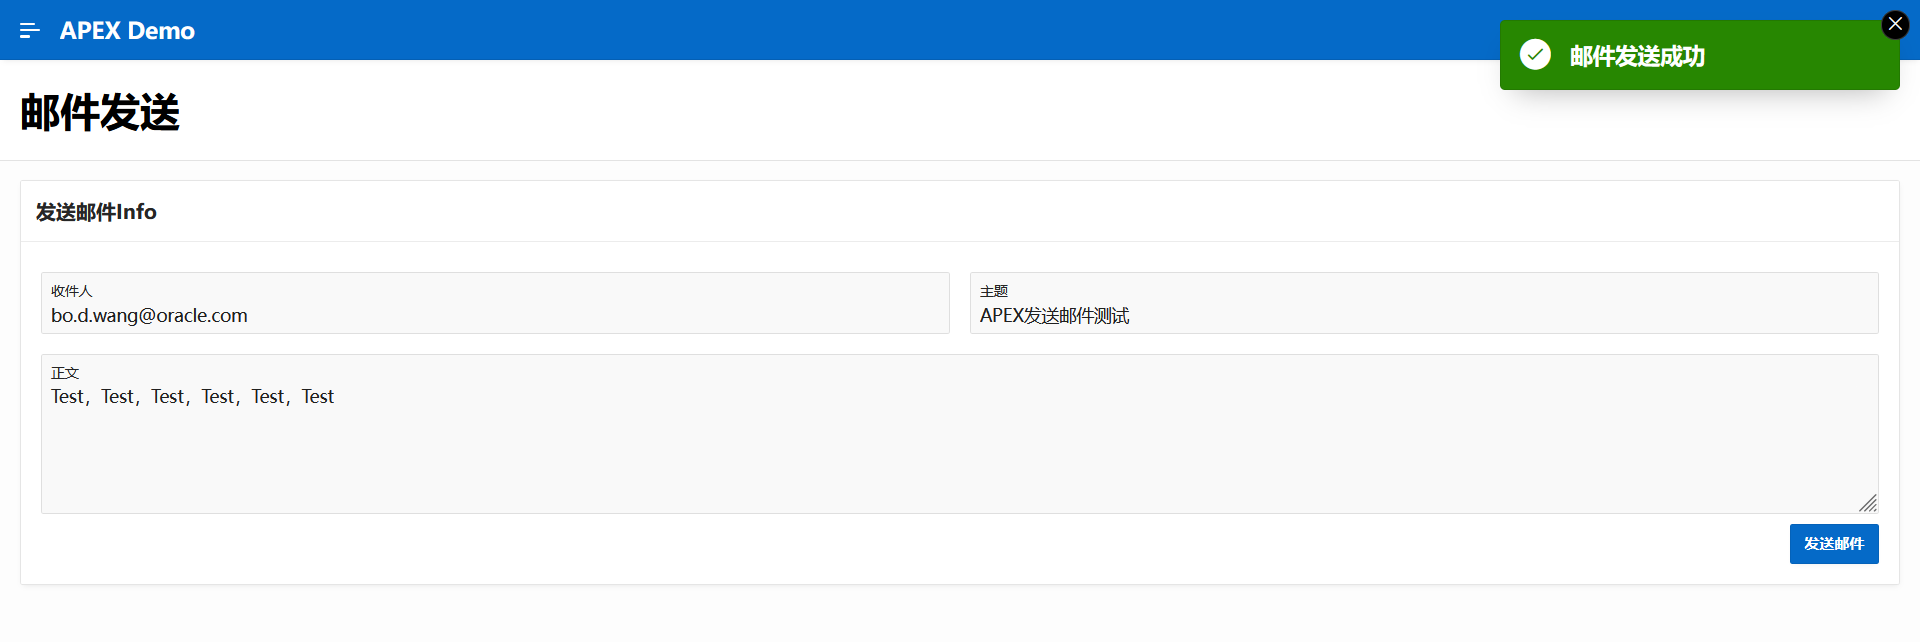 APEX Demo
邮件发送成功
邮件发送
发送邮件Info
收件人
bo.d.wang@oracle.com
主题
APEX发送邮件测试
正文
Test，Test，Test，Test，Test，Test
发送邮件